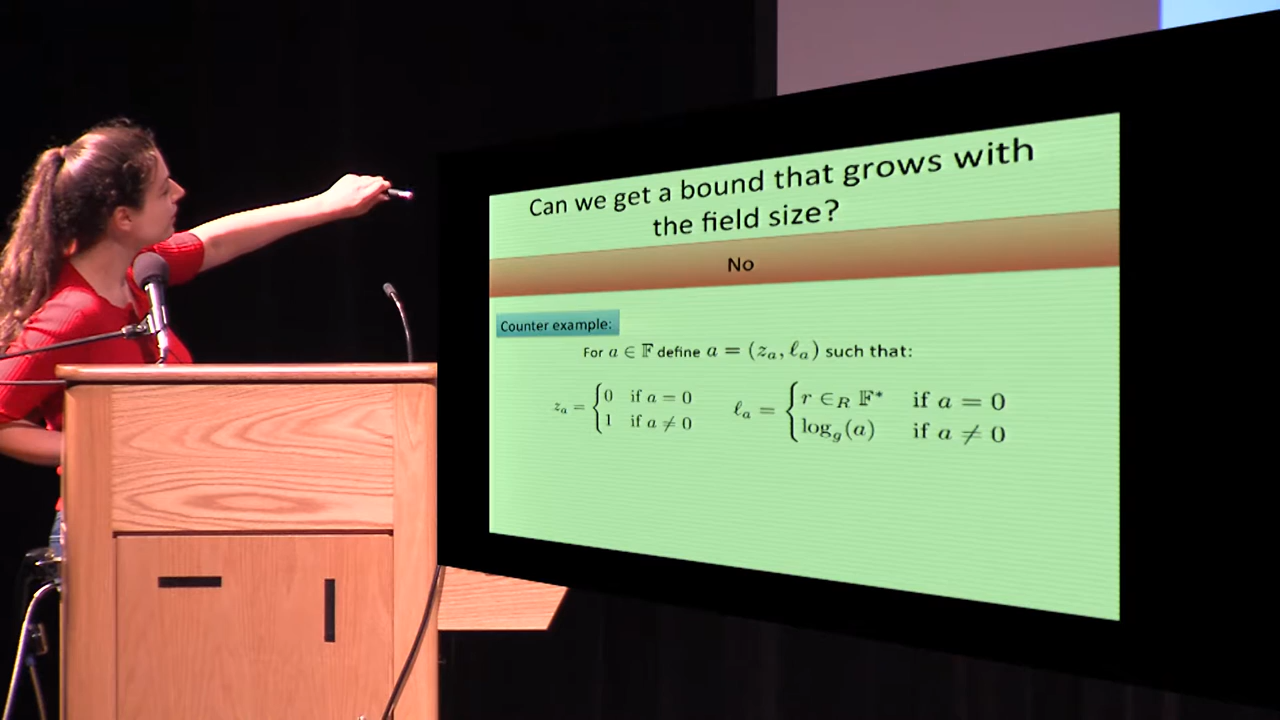 Can we get a bound that grows with
the field size?
No
Counter example:
For a ∈ 𝔽 define a = (z_a, ℓ_a) such that:
z_a = {0 if a = 0
1 if a ≠ 0
ℓ_a = {r ∈_R 𝔽* if a = 0
log_g(a) if a ≠ 0